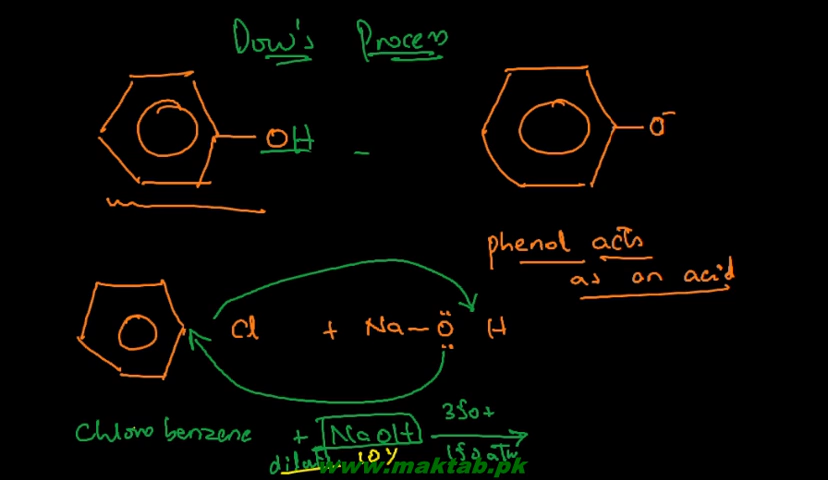 Dow's Process
OH
O⁻
phenol acts
as an acid
Cl + Na–O H
Chloro benzene + NaOH 350+
dilute 10% 150 atm
www.maktab.pk